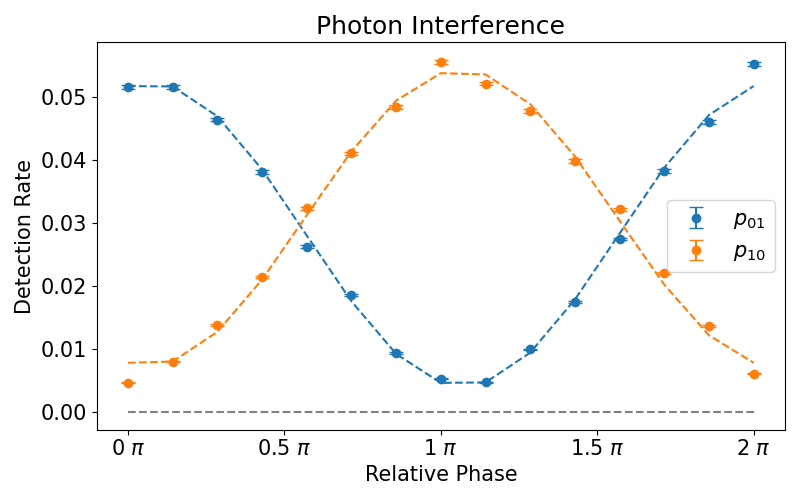 Photon Interference
Detection Rate
0.05
0.04
0.03
0.02
0.01
0.00
p01
p10
0 π
0.5 π
1 π
1.5 π
2 π
Relative Phase